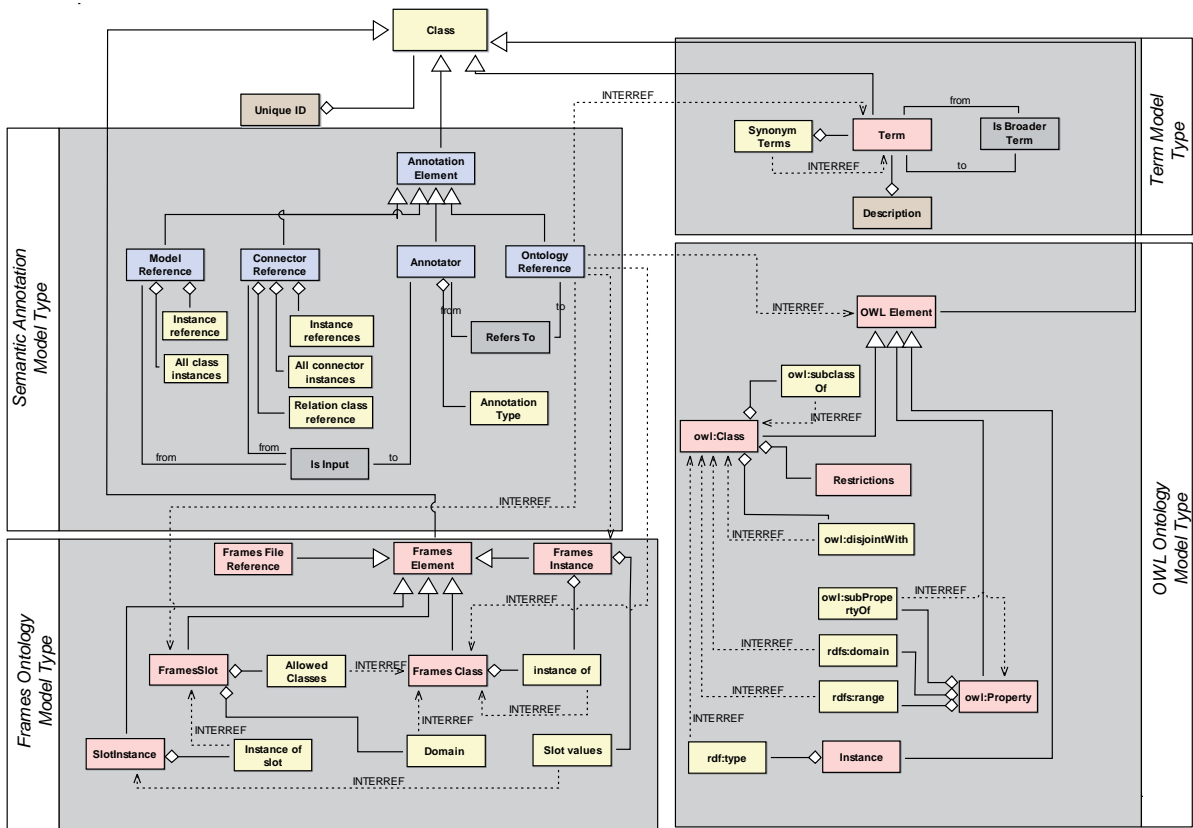 Class
Unique ID
INTERREF
Synonym
Terms
Term
from
Is Broader
Term
INTERREF
to
Description
Term Model
Type
Annotation
Element
Model
Reference
Connector
Reference
Annotator
Ontology
Reference
Instance
reference
All class
instances
Instance
references
All connector
instances
Relation class
reference
from
to
Refers To
Annotation
Type
from
from
Is Input
to
INTERREF
Semantic Annotation
Model Type
INTERREF
OWL Element
owl:subclass
Of
INTERREF
owl:Class
Restrictions
INTERREF
owl:disjointWith
owl:subPrope
rtyOf
INTERREF
INTERREF
rdfs:domain
INTERREF
rdfs:range
owl:Property
INTERREF
rdf:type
Instance
OWL Ontology
Model Type
Frames File
Reference
Frames
Element
Frames
Instance
INTERREF
FramesSlot
Allowed
Classes
INTERREF
Frames Class
instance of
INTERREF
INTERREF
INTERREF
SlotInstance
Instance of
slot
Domain
Slot values
INTERREF
Frames Ontology
Model Type